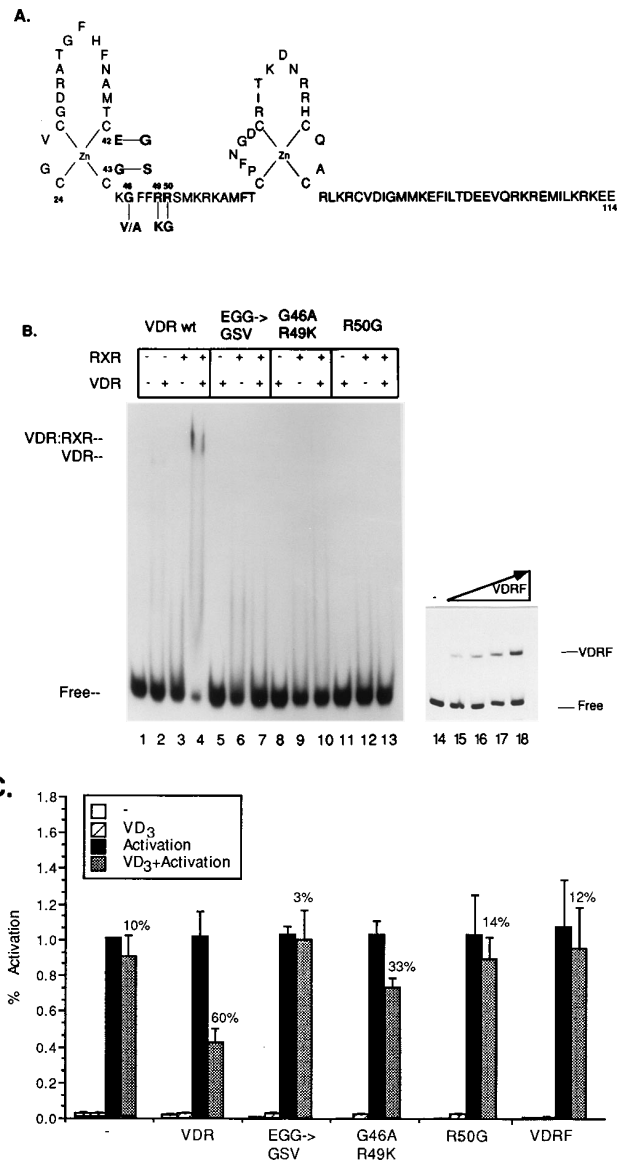 A.
F
G H
T F
G N
R A
A M
D T
G C C 42 E—G
V Zn
G 43 G—S
C C
24 46 49 50
KGFFRRSMKRKAMFT
V/A KG
D
K N
T R
I R
R H
C C
D Q
G Zn
N A
F P
C C
RLKRCVDIGMMKEFILTDEEVQRKREMILKRKEE
114
B.
VDR wt EGG-> GSV G46A R49K R50G
RXR - - + + - + + - + + - + +
VDR - + - + + - + + - + + - +
VDR:RXR--
VDR--
Free--
1 2 3 4 5 6 7 8 9 10 11 12 13
- VDRF
—VDRF
— Free
14 15 16 17 18
C.
-
VD3
Activation
VD3+Activation
% Activation
1.8
1.6
1.4
1.2
1.0
0.8
0.6
0.4
0.2
0.0
10% 60% 3% 33% 14% 12%
- VDR EGG-> GSV G46A R49K R50G VDRF